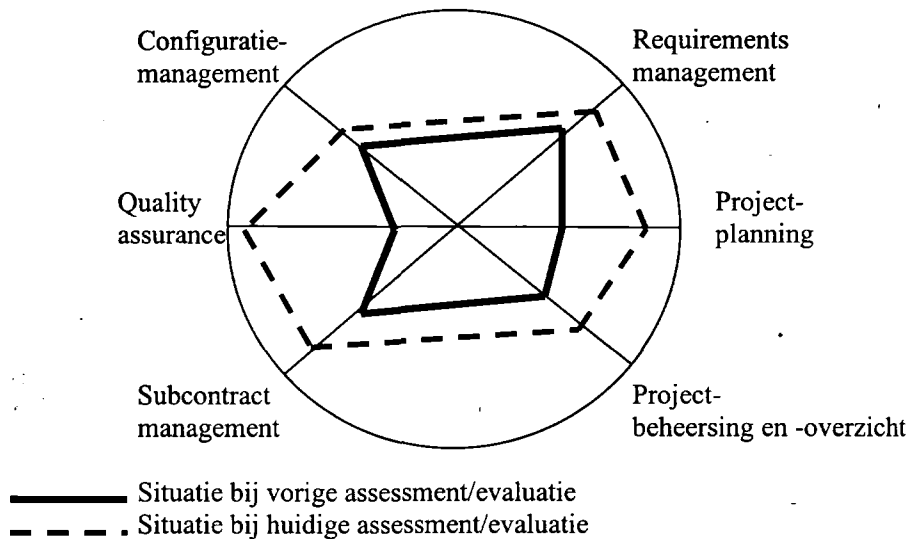 Configuratie-
management
Requirements
management
Quality
assurance
Project-
planning
Subcontract
management
Project-
beheersing en -overzicht
Situatie bij vorige assessment/evaluatie
Situatie bij huidige assessment/evaluatie